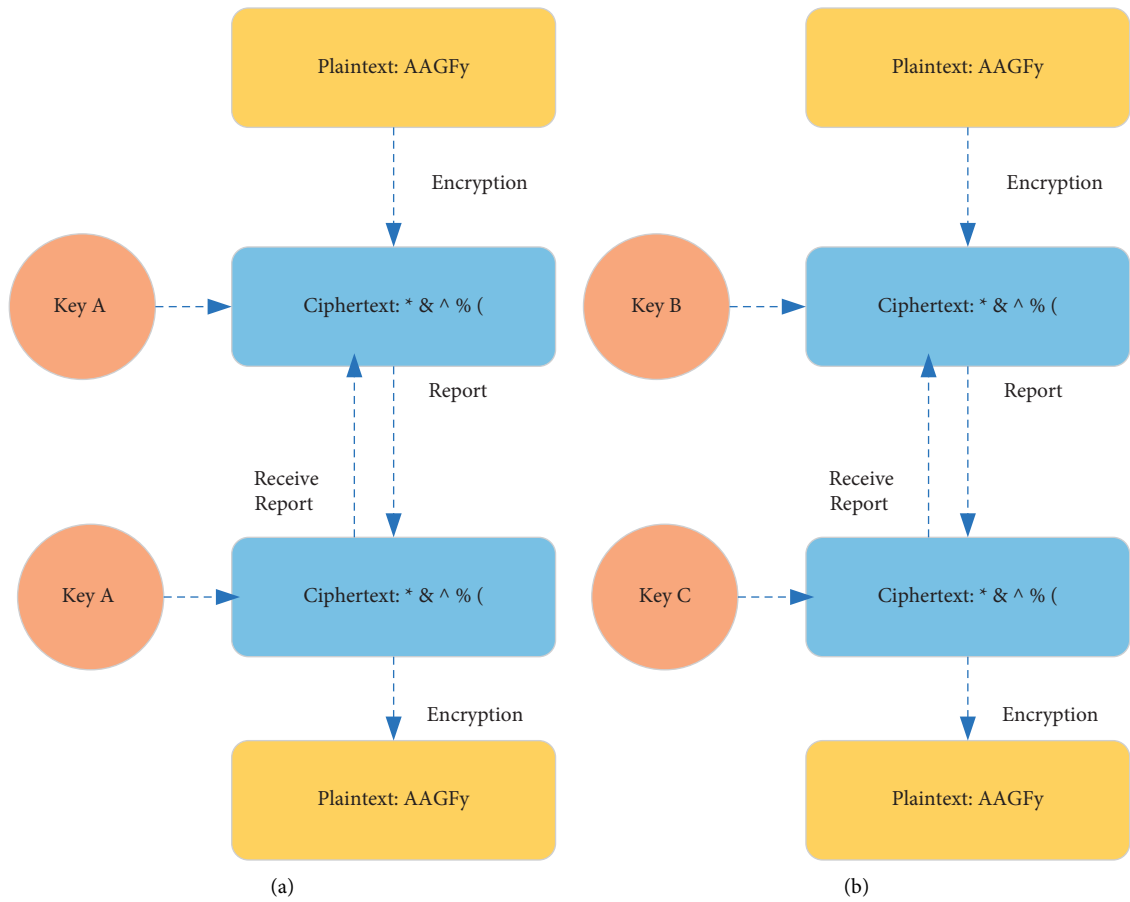 Plaintext: AAGFy
Encryption
Key A
Ciphertext: * & ^ % (
Report
Receive
Report
Key A
Ciphertext: * & ^ % (
Encryption
Plaintext: AAGFy
(a)
Plaintext: AAGFy
Encryption
Key B
Ciphertext: * & ^ % (
Report
Receive
Report
Key C
Ciphertext: * & ^ % (
Encryption
Plaintext: AAGFy
(b)